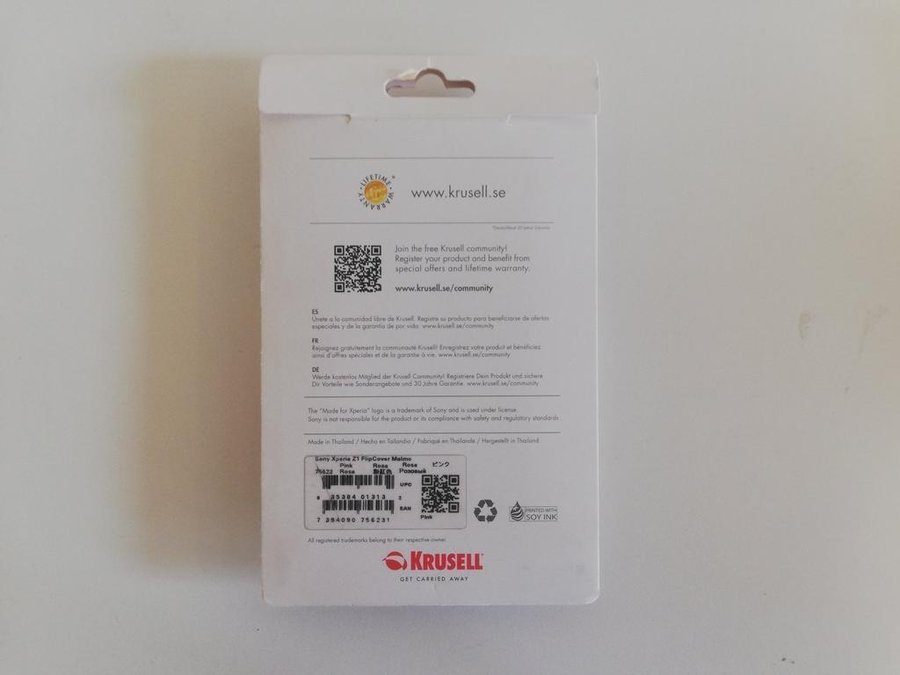 LIFETIME WARRANTY
www.krusell.se
Join the free Krusell community!
Register your product and benefit from
special offers and lifetime warranty.
www.krusell.se/community
ES
Únete a la comunidad libre de Krusell. Registre su producto para beneficiarse de ofertas
especiales y de la garantía de por vida. www.krusell.se/community
FR
Rejoignez gratuitement la communauté Krusell! Enregistrez votre produit et bénéficiez
ainsi d'offres spéciales et de la garantie à vie. www.krusell.se/community
DE
Werde kostenlos Mitglied der Krusell Community! Registriere Dein Produkt und sichere
Dir Vorteile wie Sonderangebote und 30 Jahre Garantie. www.krusell.se/community
The "Made for Xperia" logo is a trademark of Sony and is used under license.
Sony is not responsible for the product or its compliance with safety and regulatory standards.
Made in Thailand / Hecho en Tailandia / Fabriqué en Thaïlande / Hergestellt in Thailand
Sony Xperia Z1 FlipCover Malmo
Pink Rosa Rosa ピンク
75623 Rose 粉紅色 Розовый
UPC
35384 01313 2
EAN
7 394090 756231
Pink
PRINTED WITH
SOY INK
All registered trademarks belong to their respective owner.
KRUSELL
GET CARRIED AWAY